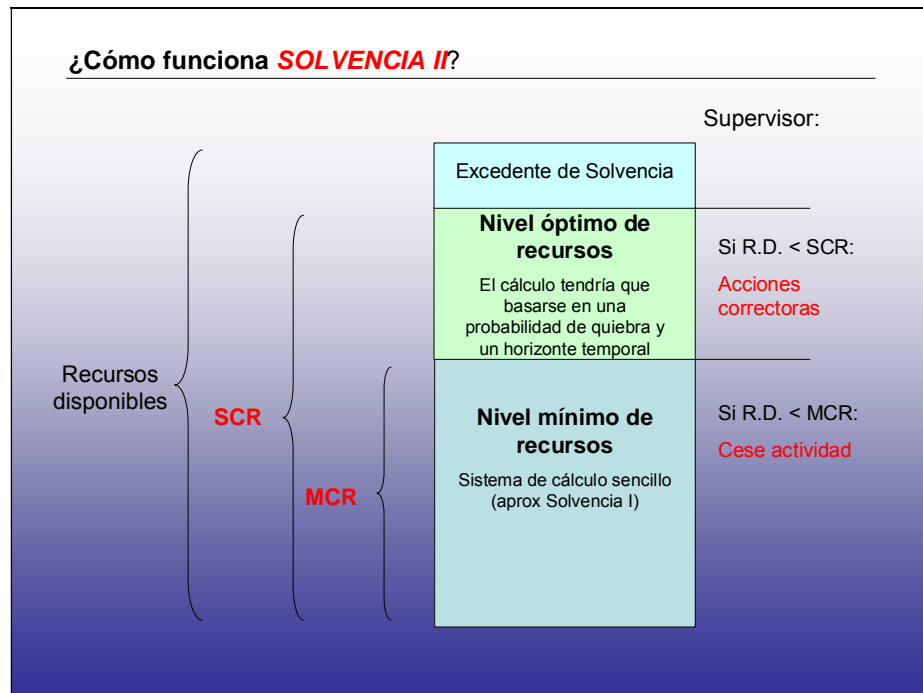 ¿Cómo funciona SOLVENCIA II?
Supervisor:
Excedente de Solvencia
Nivel óptimo de
recursos
El cálculo tendría que
basarse en una
probabilidad de quiebra y
un horizonte temporal
Si R.D. < SCR:
Acciones
correctoras
Recursos
disponibles
SCR
MCR
Nivel mínimo de
recursos
Sistema de cálculo sencillo
(aprox Solvencia I)
Si R.D. < MCR:
Cese actividad